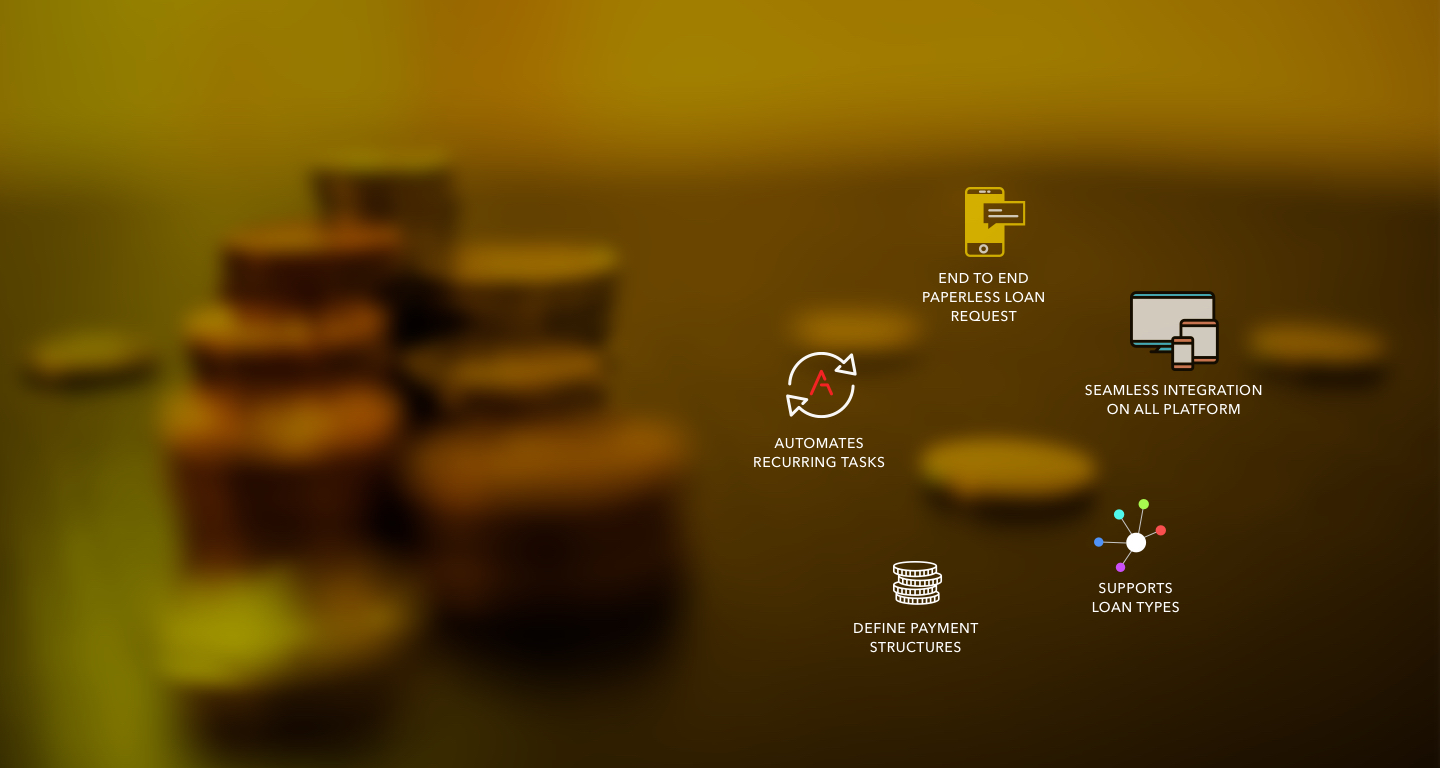 END TO END
PAPERLESS LOAN
REQUEST
SEAMLESS INTEGRATION
ON ALL PLATFORM
AUTOMATES
RECURRING TASKS
SUPPORTS
LOAN TYPES
DEFINE PAYMENT
STRUCTURES